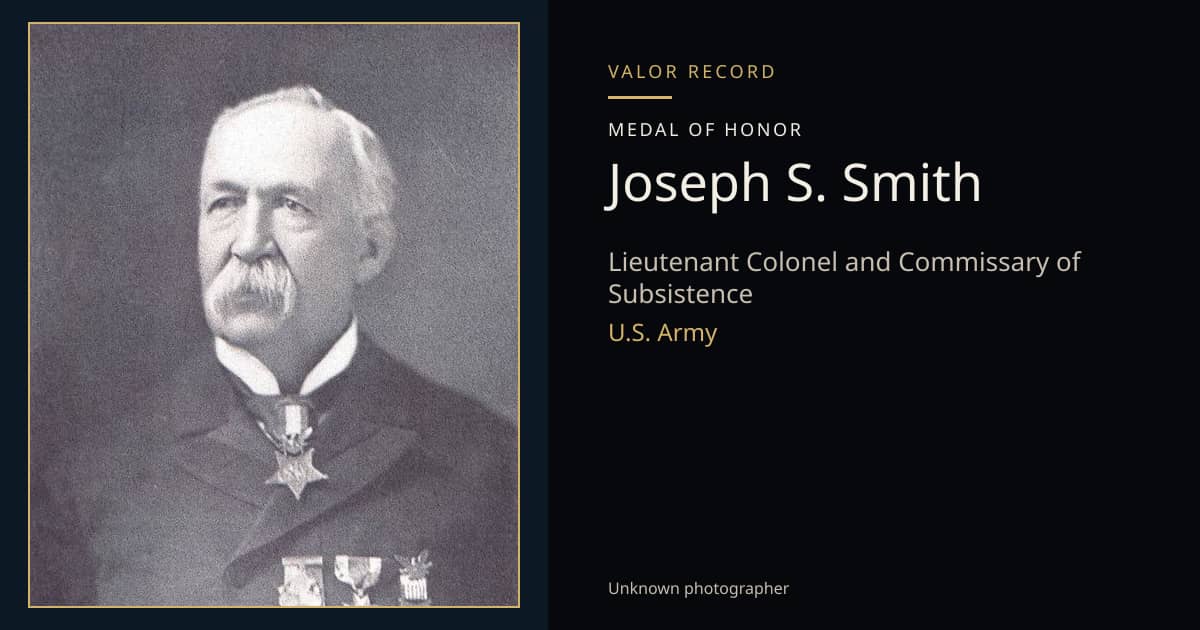 VALOR RECORD
MEDAL OF HONOR
Joseph S. Smith
Lieutenant Colonel and Commissary of
Subsistence
U.S. Army
Unknown photographer